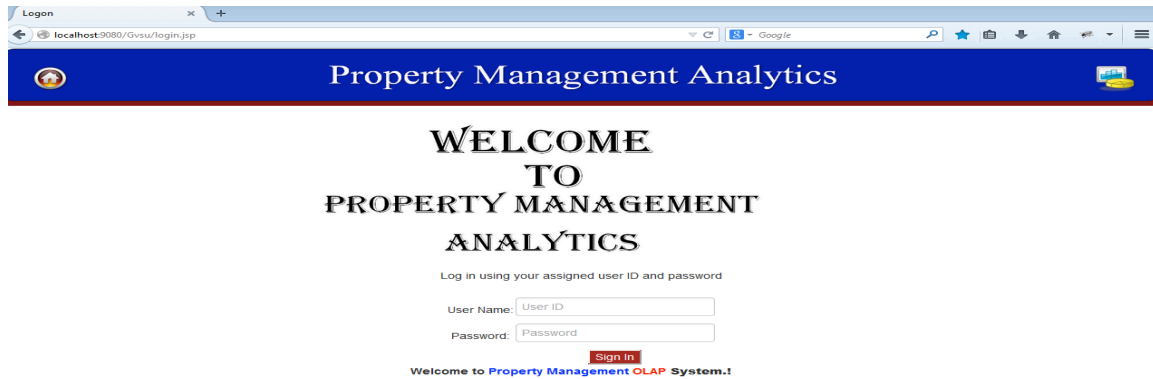 Logon × +
localhost:9080/Gvsu/login.jsp 8 Google
Property Management Analytics
WELCOME
TO
PROPERTY MANAGEMENT
ANALYTICS
Log in using your assigned user ID and password
User Name: User ID
Password: Password
Sign In
Welcome to Property Management OLAP System.!